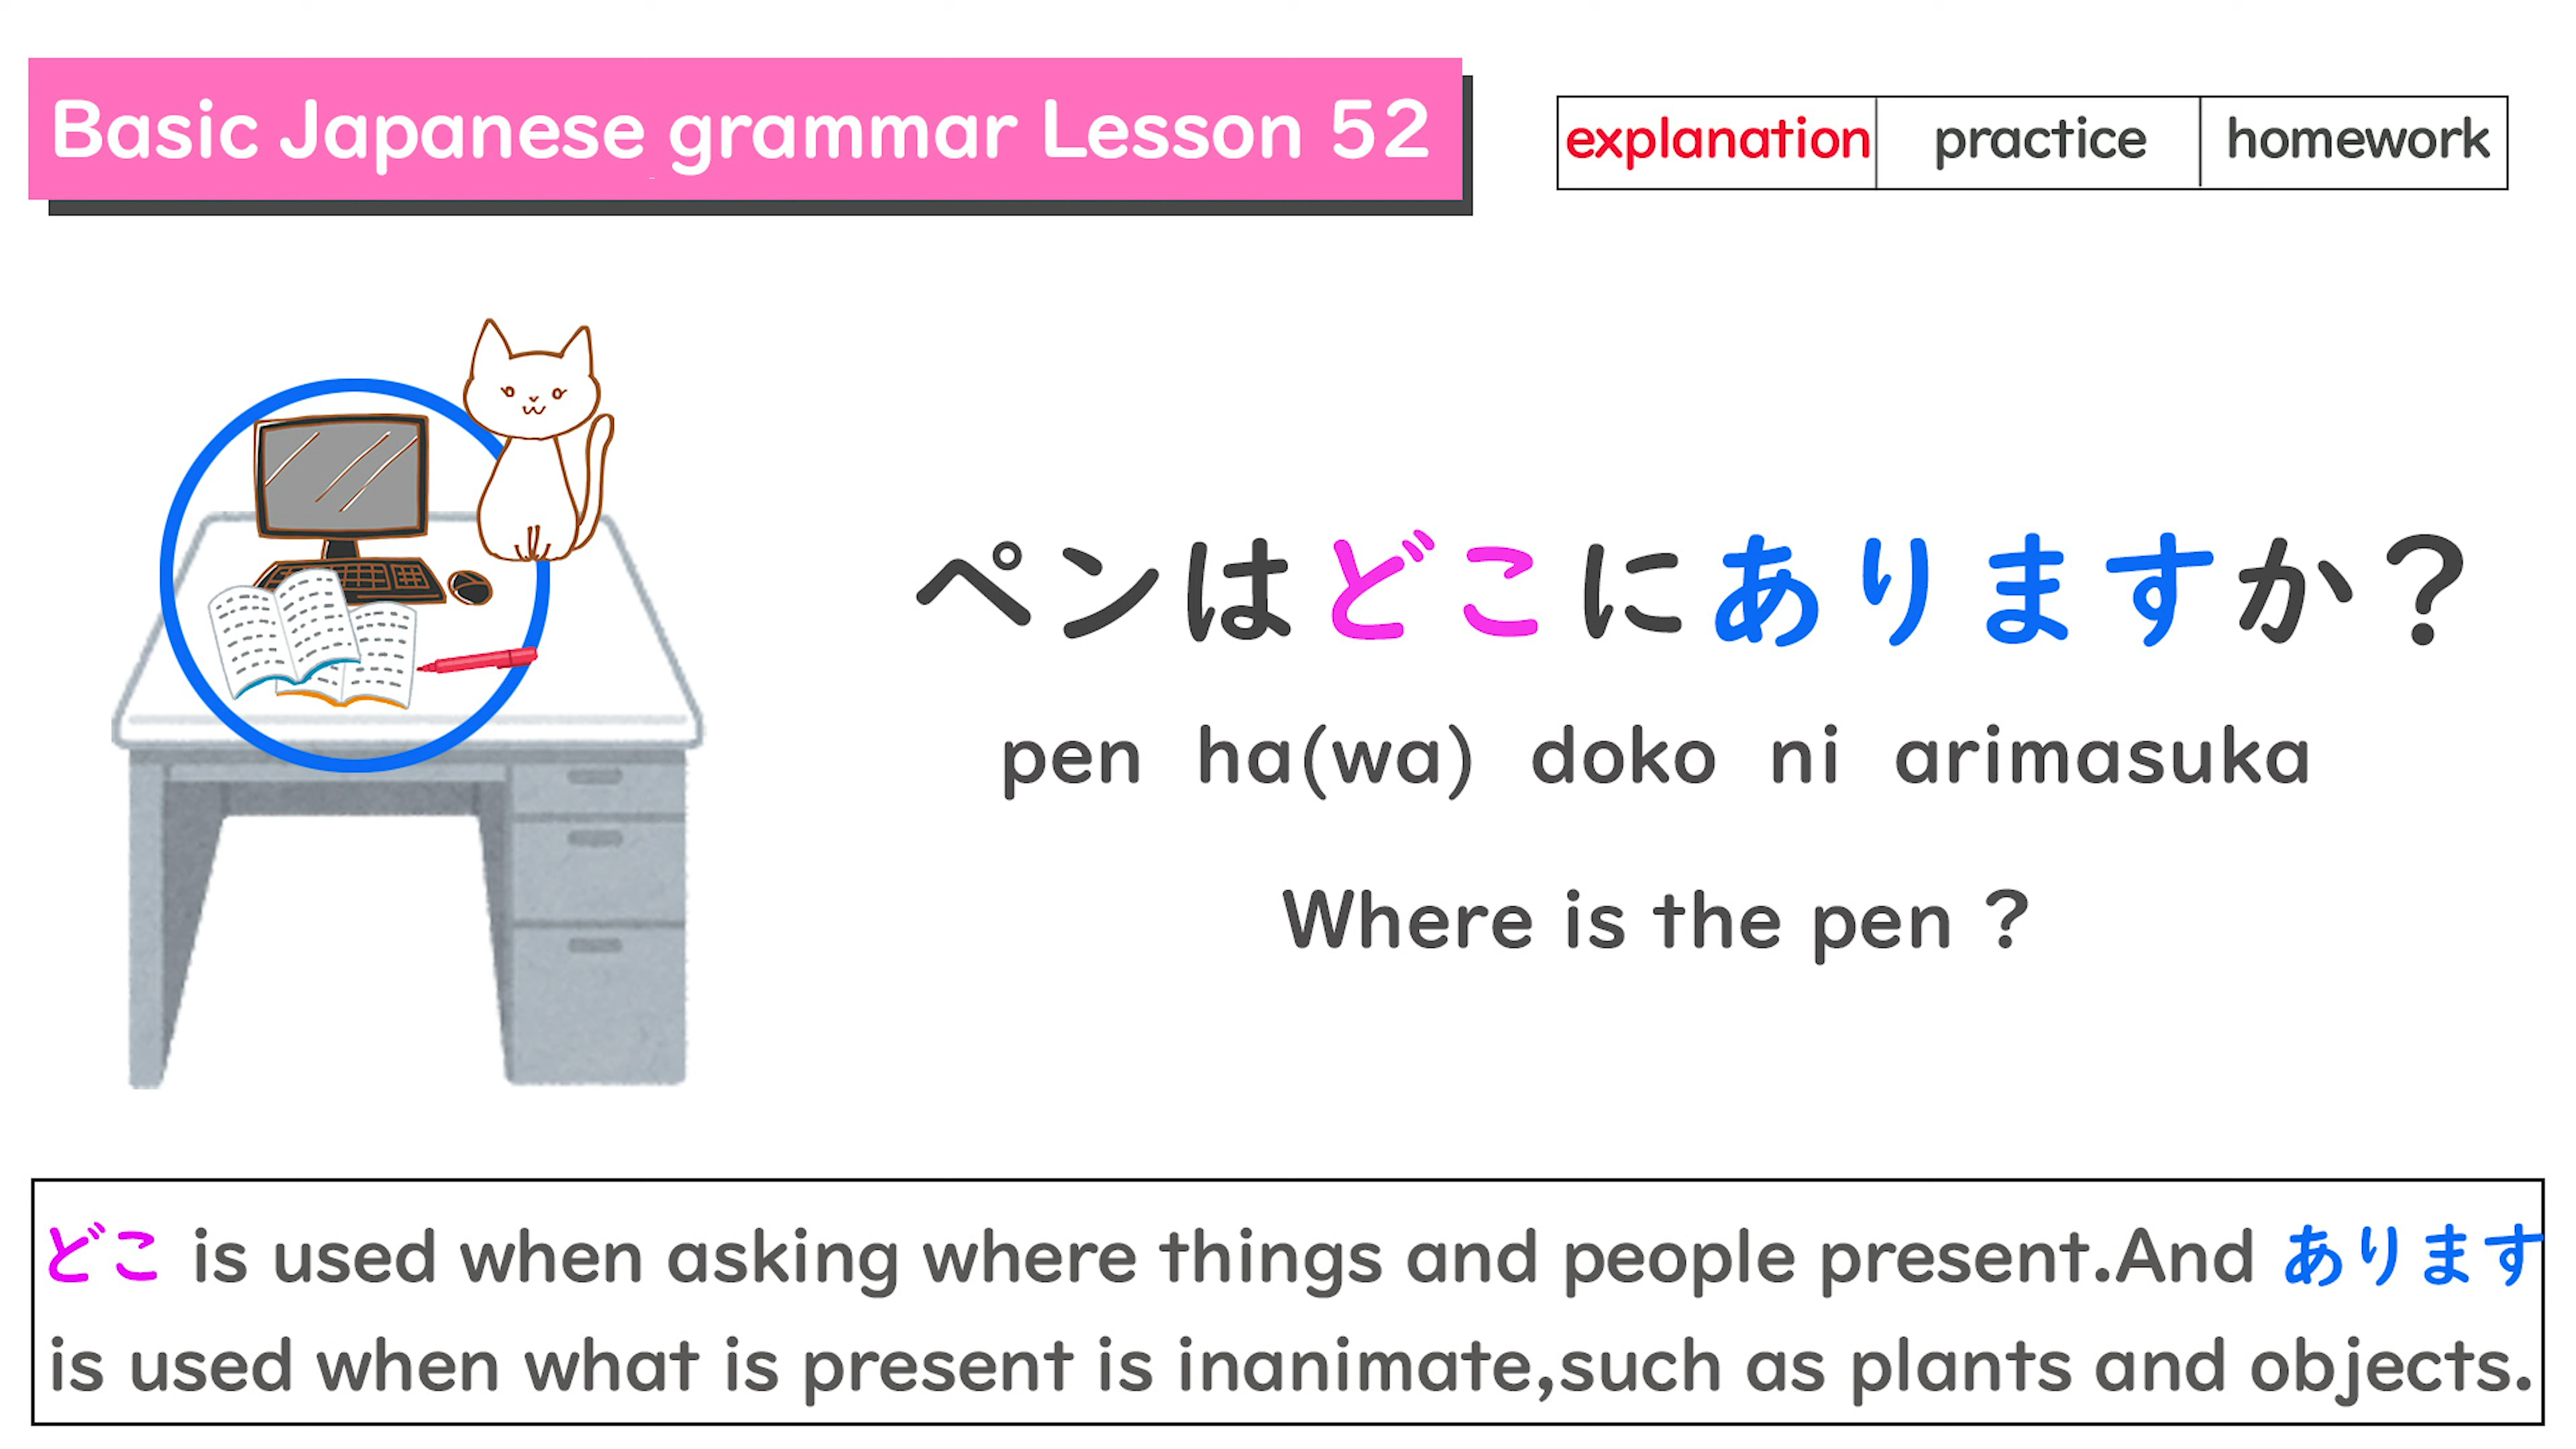 Basic Japanese grammar Lesson 52
explanation practice homework
ペンはどこにありますか？
pen ha(wa) doko ni arimasuka
Where is the pen ?
どこ is used when asking where things and people present.And あります
is used when what is present is inanimate,such as plants and objects.